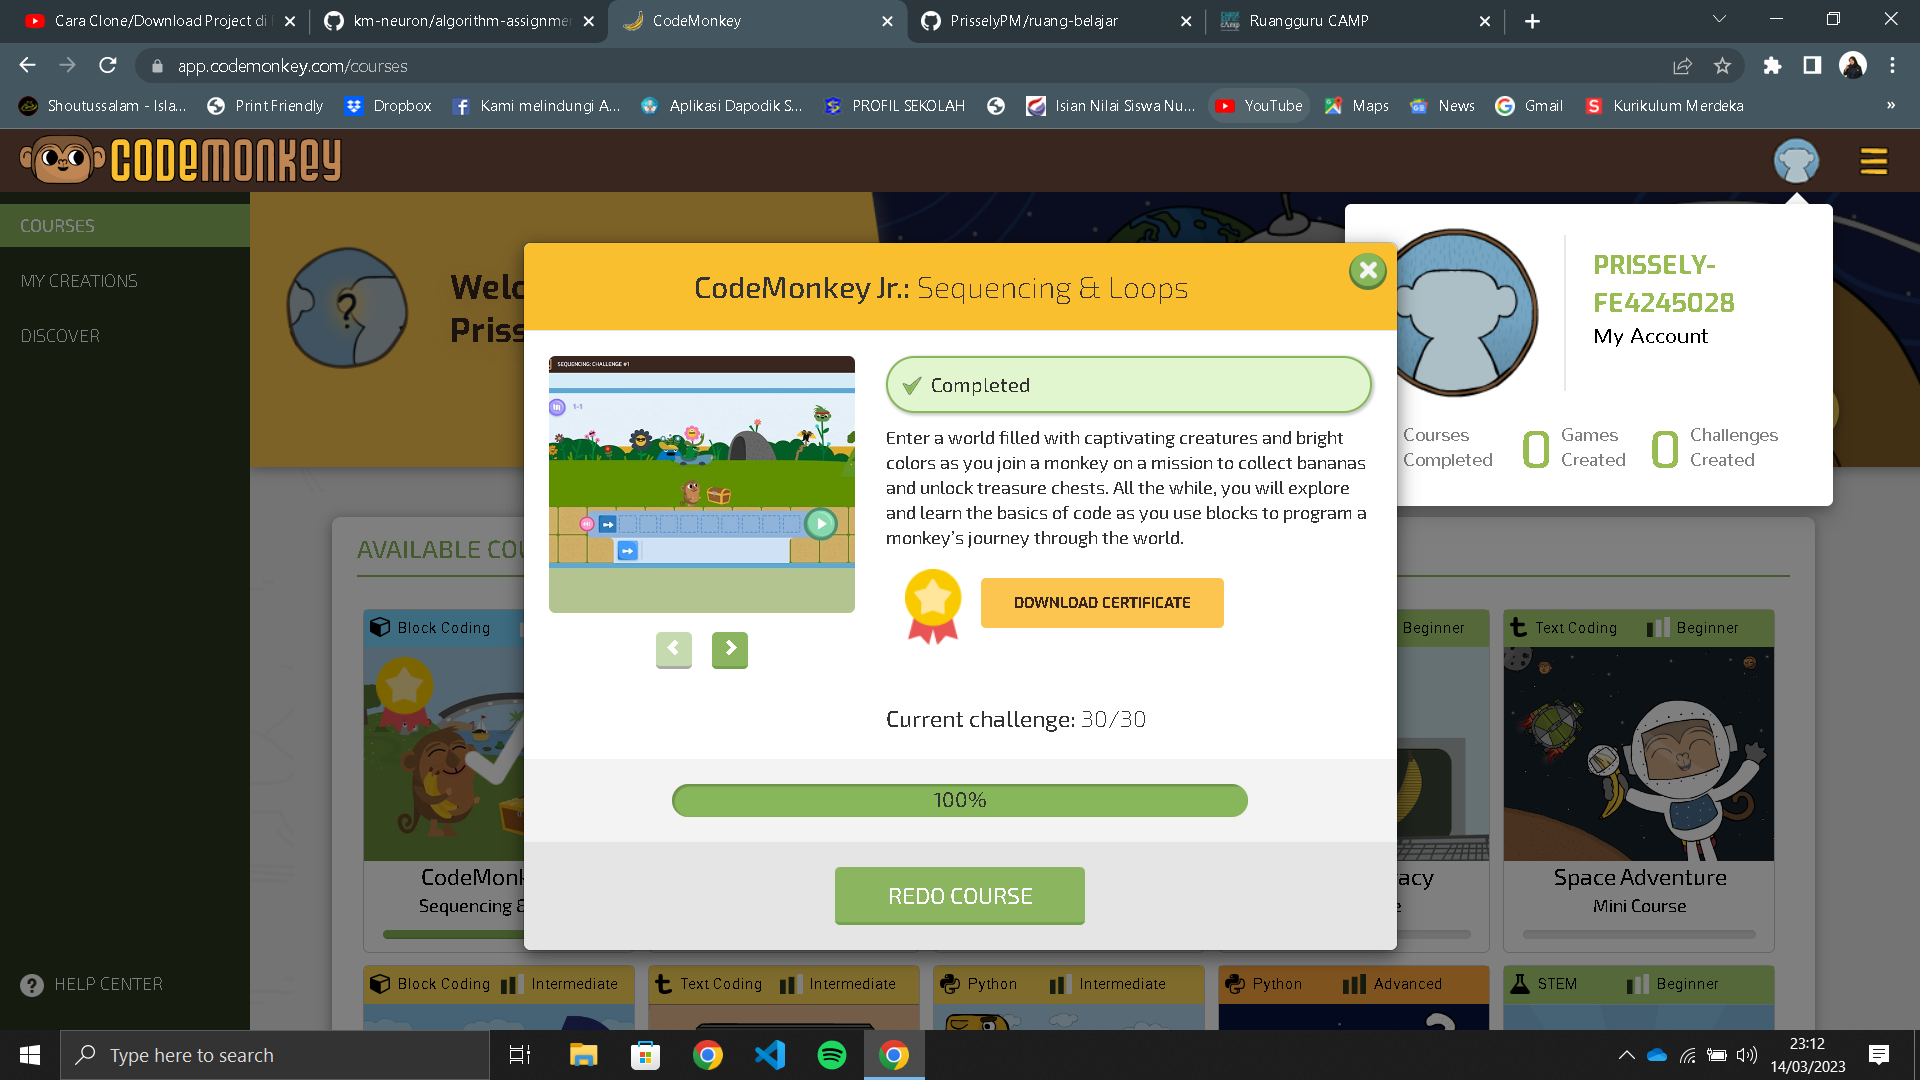 Cara Clone/Download Project di
km-neuron/algorithm-assignmen
CodeMonkey
PrisselyPM/ruang-belajar
Ruangguru CAMP
app.codemonkey.com/courses
Shoutussalam - Isla...
Print Friendly
Dropbox
Kami melindungi A...
Aplikasi Dapodik S...
PROFIL SEKOLAH
Isian Nilai Siswa Nu...
YouTube
Maps
News
Gmail
Kurikulum Merdeka
»
CODEMONKEY
COURSES
MY CREATIONS
DISCOVER
HELP CENTER
Welc
Priss
PRISSELY-
FE4245028
My Account
Courses
Completed
0
Games
Created
0
Challenges
Created
CodeMonkey Jr.: Sequencing & Loops
SEQUENCING: CHALLENGE #1
1-1
Completed
Enter a world filled with captivating creatures and bright
colors as you join a monkey on a mission to collect bananas
and unlock treasure chests. All the while, you will explore
and learn the basics of code as you use blocks to program a
monkey's journey through the world.
DOWNLOAD CERTIFICATE
Current challenge: 30/30
100%
REDO COURSE
AVAILABLE COU
Block Coding
Beginner
Text Coding
Beginner
CodeMonk
Sequencing &
acy
e
Space Adventure
Mini Course
Block Coding
Intermediate
Text Coding
Intermediate
Python
Intermediate
Python
Advanced
STEM
Beginner
Type here to search
23:12
14/03/2023